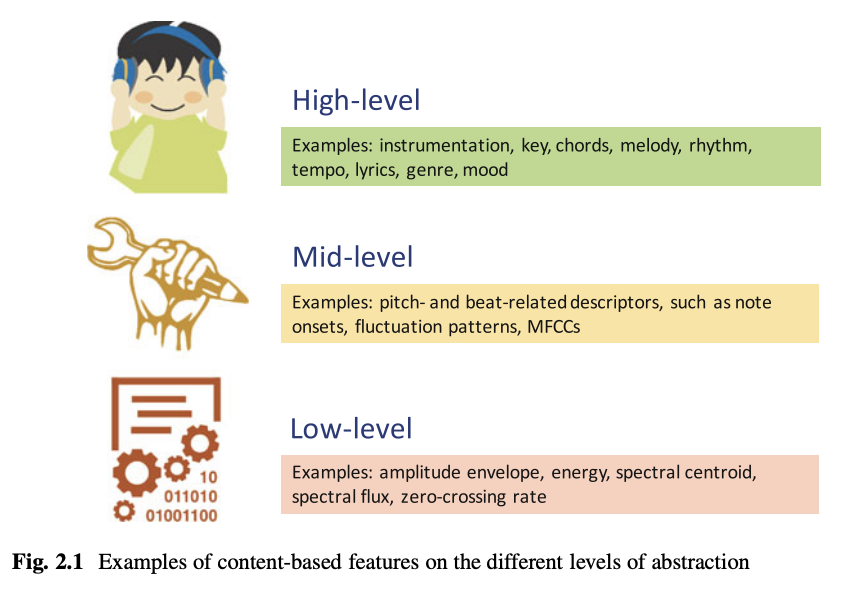 High-level
Examples: instrumentation, key, chords, melody, rhythm,
tempo, lyrics, genre, mood
Mid-level
Examples: pitch- and beat-related descriptors, such as note
onsets, fluctuation patterns, MFCCs
Low-level
Examples: amplitude envelope, energy, spectral centroid,
spectral flux, zero-crossing rate
10
011010
01001100
Fig. 2.1 Examples of content-based features on the different levels of abstraction